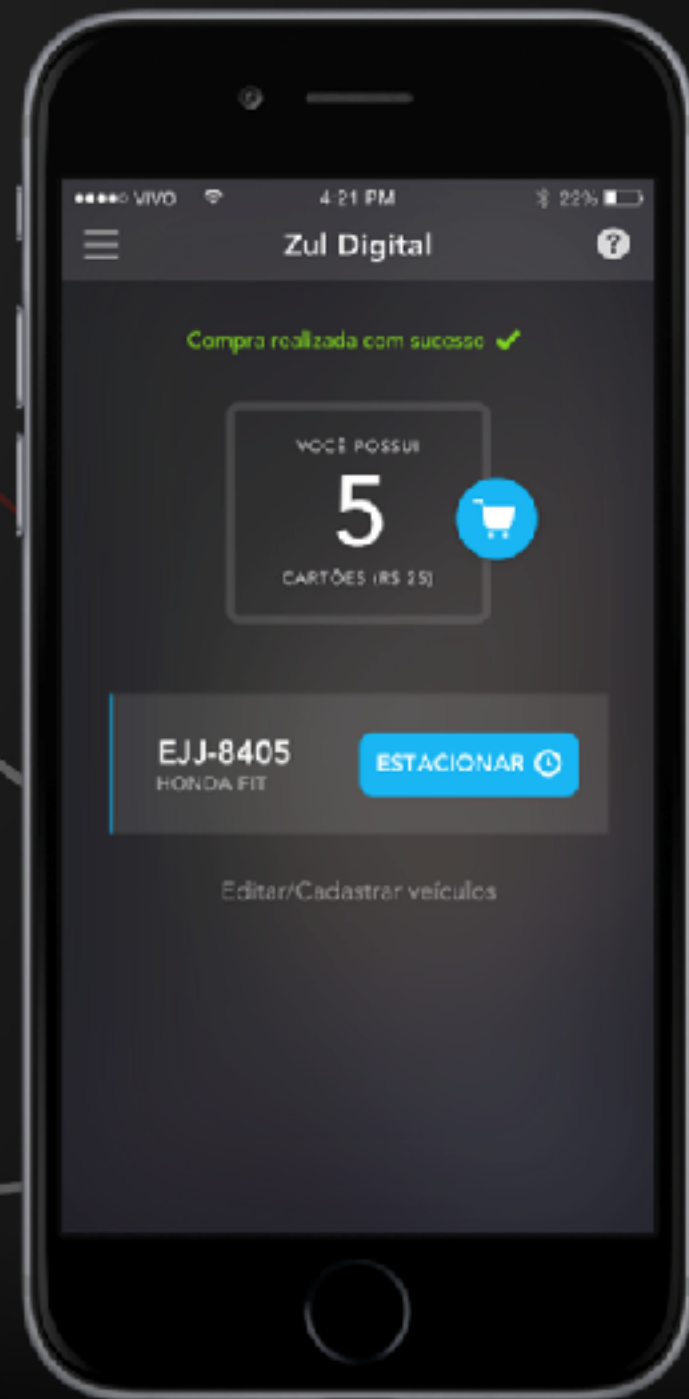 VIVO 4:21 PM 22%
Zul Digital
Compra realizada com sucesso
VOCÊ POSSUI
5
CARTÕES (R$ 25)
EJJ-8405
HONDA FIT
ESTACIONAR
Editar/Cadastrar veículos